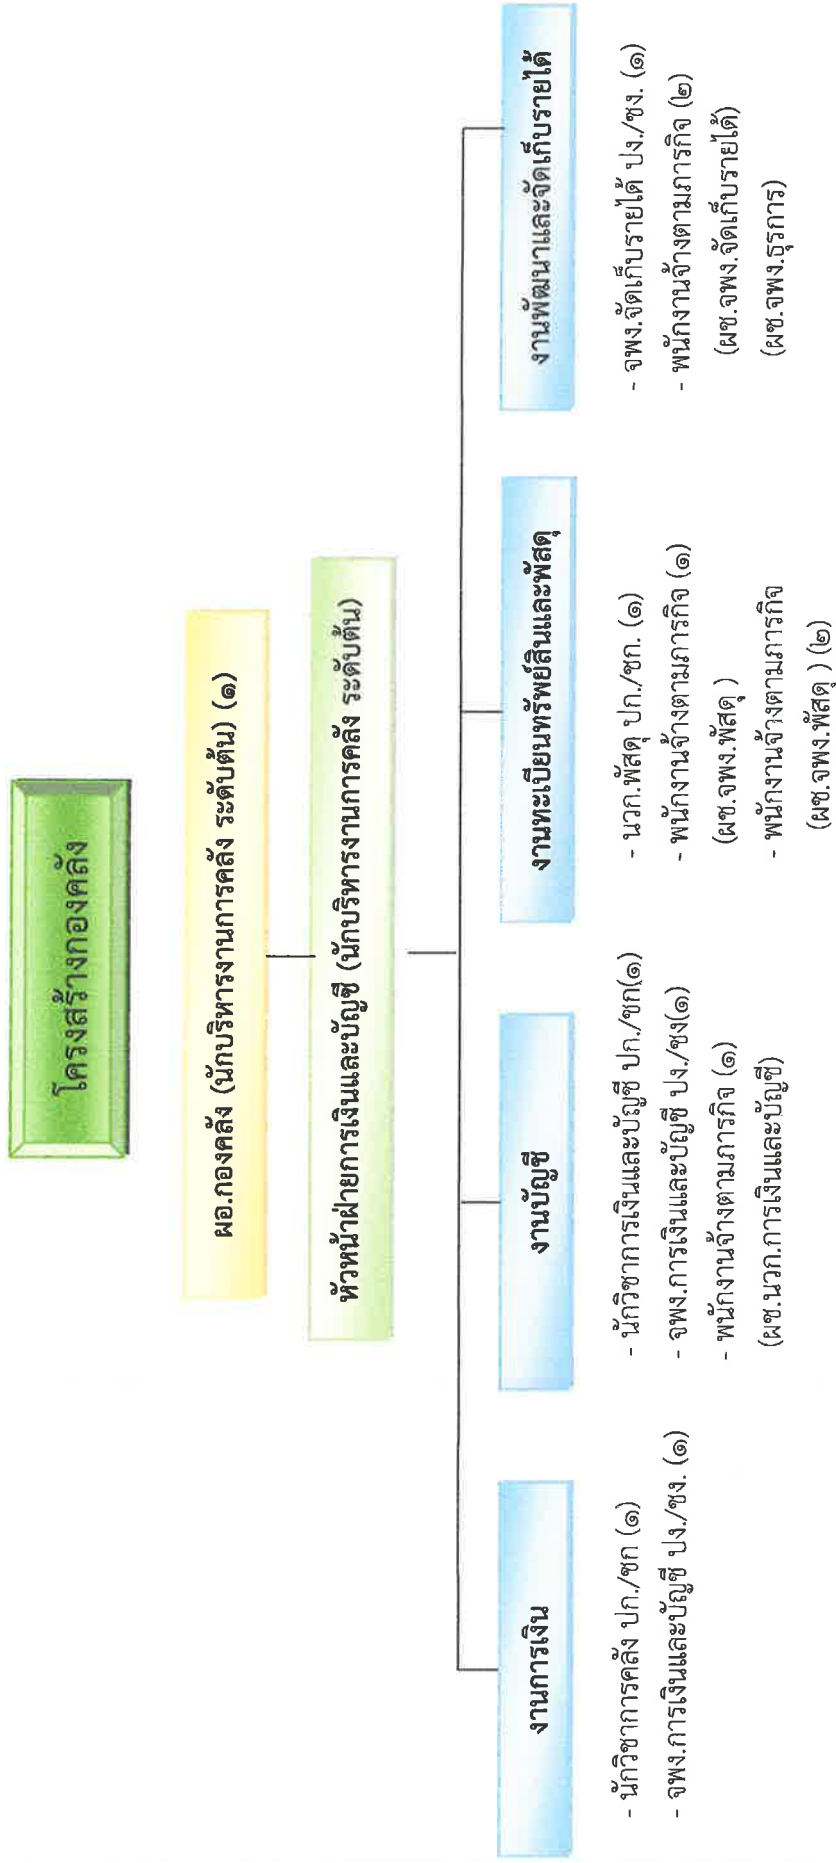 โครงสร้างกองคลัง
ผอ.กองคลัง (นักบริหารงานการคลัง ระดับต้น) (๑)
หัวหน้าฝ่ายการเงินและบัญชี (นักบริหารงานการคลัง ระดับต้น)
งานการเงิน
- นักวิชาการคลัง ปก./ชก (๑)
- จพง.การเงินและบัญชี ปง./ชง. (๑)
งานบัญชี
- นักวิชาการเงินและบัญชี ปก./ชก(๑)
- จพง.การเงินและบัญชี ปง./ชง(๑)
- พนักงานจ้างตามภารกิจ (๑)
(ผช.นวก.การเงินและบัญชี)
งานทะเบียนทรัพย์สินและพัสดุ
- นวก.พัสดุ ปก./ชก. (๑)
- พนักงานจ้างตามภารกิจ (๑)
(ผช.จพง.พัสดุ )
- พนักงานจ้างตามภารกิจ
(ผช.จพง.พัสดุ ) (๒)
งานพัฒนาและจัดเก็บรายได้
- จพง.จัดเก็บรายได้ ปง./ชง. (๑)
- พนักงานจ้างตามภารกิจ (๒)
(ผช.จพง.จัดเก็บรายได้)
(ผช.จพง.ธุรการ)